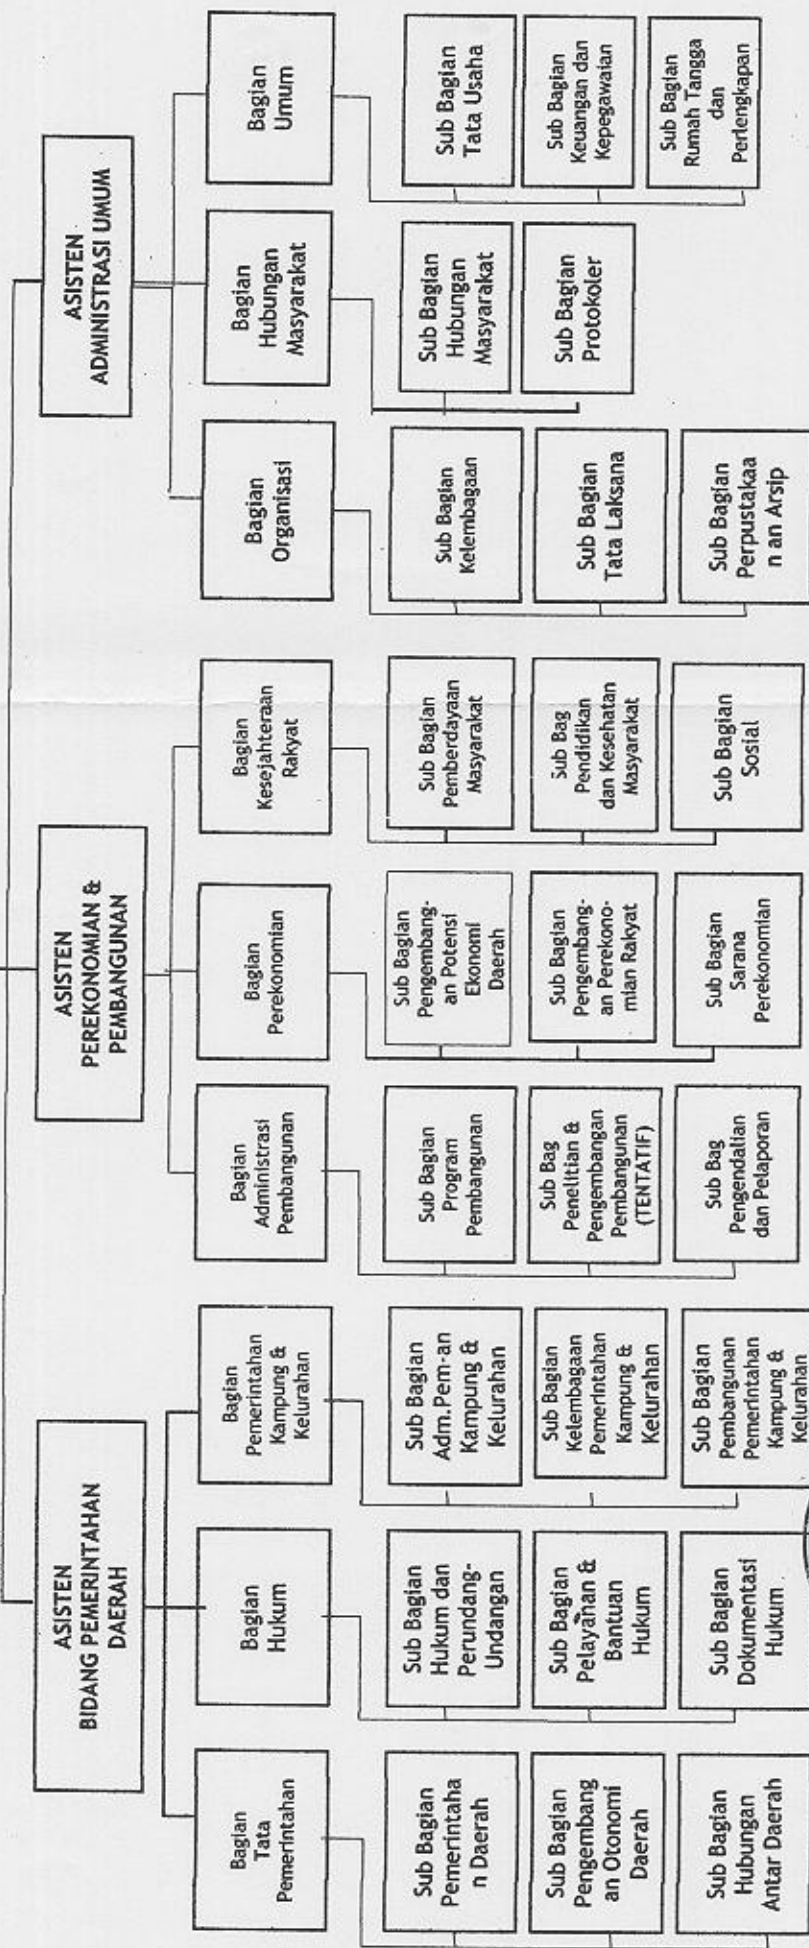 ASISTEN
BIDANG PEMERINTAHAN
DAERAH
ASISTEN
PEREKONOMIAN &
PEMBANGUNAN
ASISTEN
ADMINISTRASI UMUM
Bagian
Tata
Pemerintahan
Bagian
Hukum
Bagian
Pemerintahan
Kampung &
Kelurahan
Bagian
Administrasi
Pembangunan
Bagian
Perekonomian
Bagian
Kesejahteraan
Rakyat
Bagian
Organisasi
Bagian
Hubungan
Masyarakat
Bagian
Umum
Sub Bagian
Pemerintaha
n Daerah
Sub Bagian
Hukum dan
Perundang-
Undangan
Sub Bagian
Adm.Pem-an
Kampung &
Kelurahan
Sub Bagian
Program
Pembangunan
Sub Bagian
Pengembang-
an Potensi
Ekonomi
Daerah
Sub Bagian
Pemberdayaan
Masyarakat
Sub Bagian
Kelembagaan
Sub Bagian
Hubungan
Masyarakat
Sub Bagian
Tata Usaha
Sub Bagian
Pengembang
an Otonomi
Daerah
Sub Bagian
Pelayanan &
Bantuan
Hukum
Sub Bagian
Kelembagaan
Pemerintahan
Kampung &
Kelurahan
Sub Bag
Penelitian &
Pengembangan
Pembangunan
(TENTATIF)
Sub Bagian
Pengembang-
an Perekono-
mian Rakyat
Sub Bag
Pendidikan
dan Kesehatan
Masyarakat
Sub Bagian
Tata Laksana
Sub Bagian
Protokoler
Sub Bagian
Keuangan dan
Kepegawaian
Sub Bagian
Hubungan
Antar Daerah
Sub Bagian
Dokumentasi
Hukum
Sub Bagian
Pembangunan
Pemerintahan
Kampung &
Kelurahan
Sub Bag
Pengendalian
dan Pelaporan
Sub Bagian
Sarana
Perekonomian
Sub Bagian
Sosial
Sub Bagian
Perpustakaa
n an Arsip
Sub Bagian
Rumah Tangga
dan
Perlengkapan